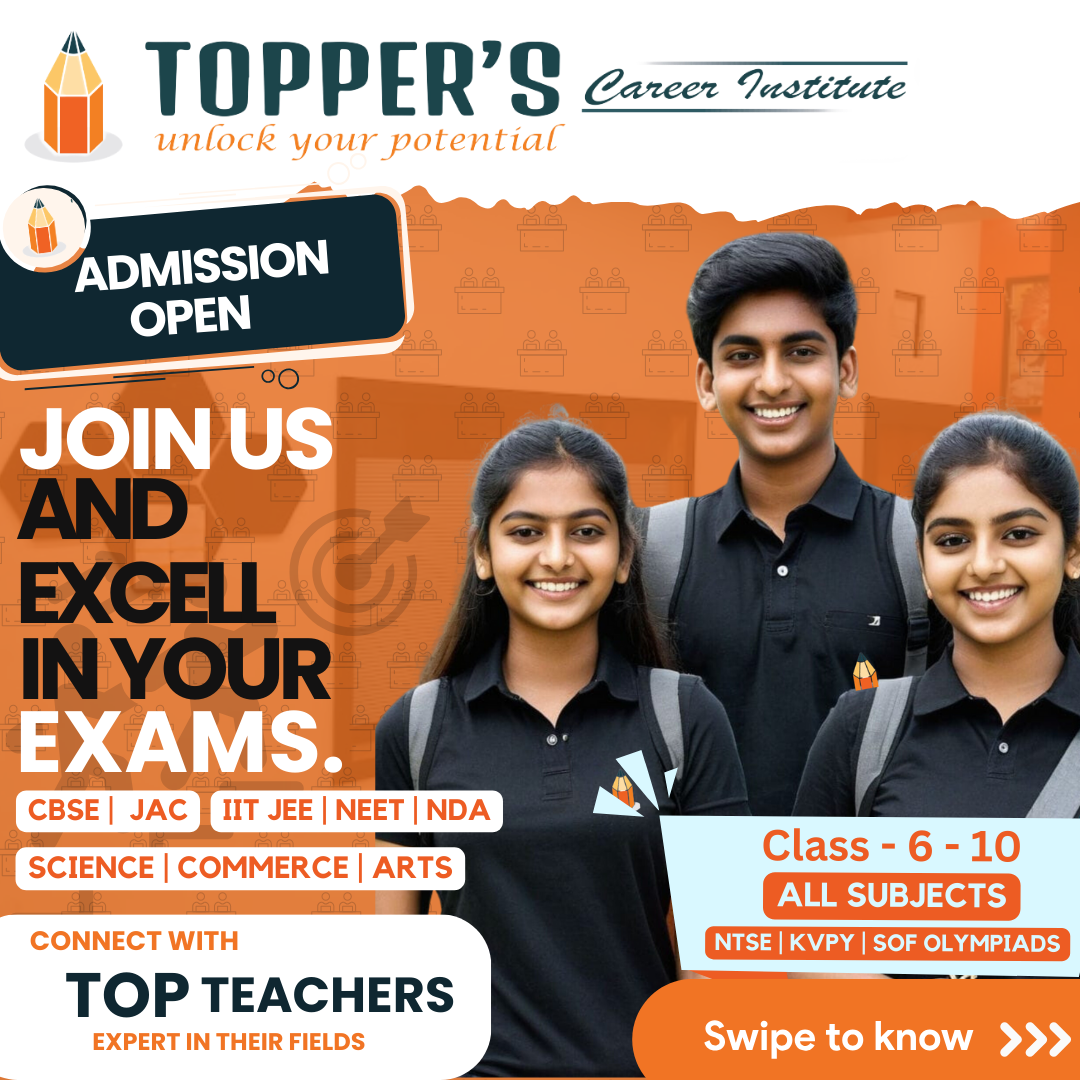 TOPPER'S
Career Institute
unlock your potential
ADMISSION
OPEN
JOIN US
AND
EXCELL
IN YOUR
EXAMS.
CBSE | JAC IIT JEE | NEET | NDA
SCIENCE | COMMERCE | ARTS
CONNECT WITH
TOP TEACHERS
EXPERT IN THEIR FIELDS
Class - 6 - 10
ALL SUBJECTS
NTSE | KVPY | SOF OLYMPIADS
Swipe to know